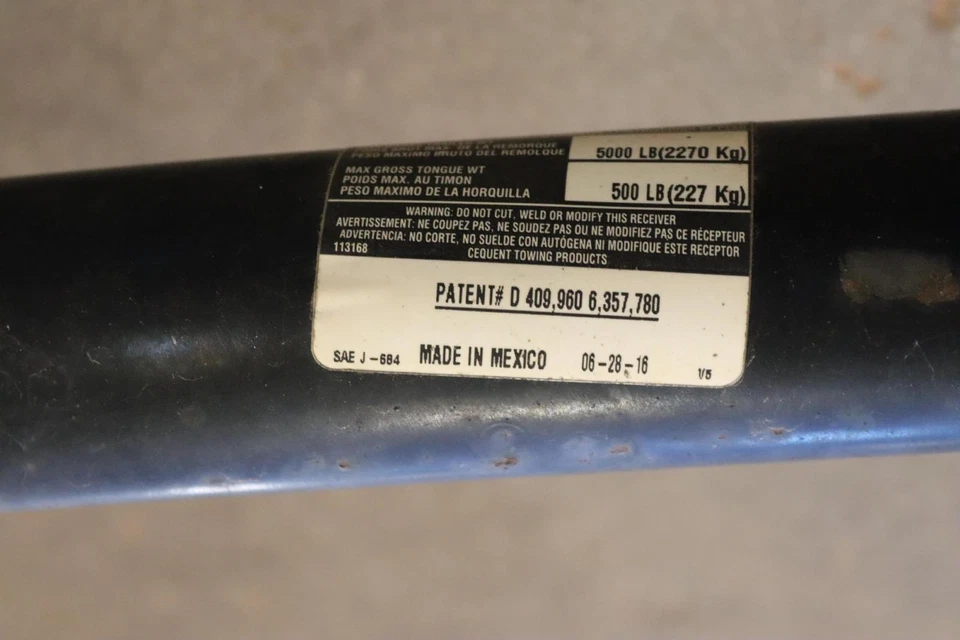 PESO MAXIMO BRUTO DEL REMOLQUE 5000 LB(2270 Kg)
MAX GROSS TONGUE WT
POIDS MAX. AU TIMON
PESO MAXIMO DE LA HORQUILLA 500 LB(227 Kg)
WARNING: DO NOT CUT, WELD OR MODIFY THIS RECEIVER
AVERTISSEMENT: NE COUPEZ PAS, NE SOUDEZ PAS OU NE MODIFIEZ PAS CE RÉCEPTEUR
ADVERTENCIA: NO CORTE, NO SUELDE CON AUTÓGENA NI MODIFIQUE ESTE RECEPTOR
113168 CEQUENT TOWING PRODUCTS
PATENT# D 409,960 6,357,780
SAE J-684 MADE IN MEXICO 06-28-16 1/5